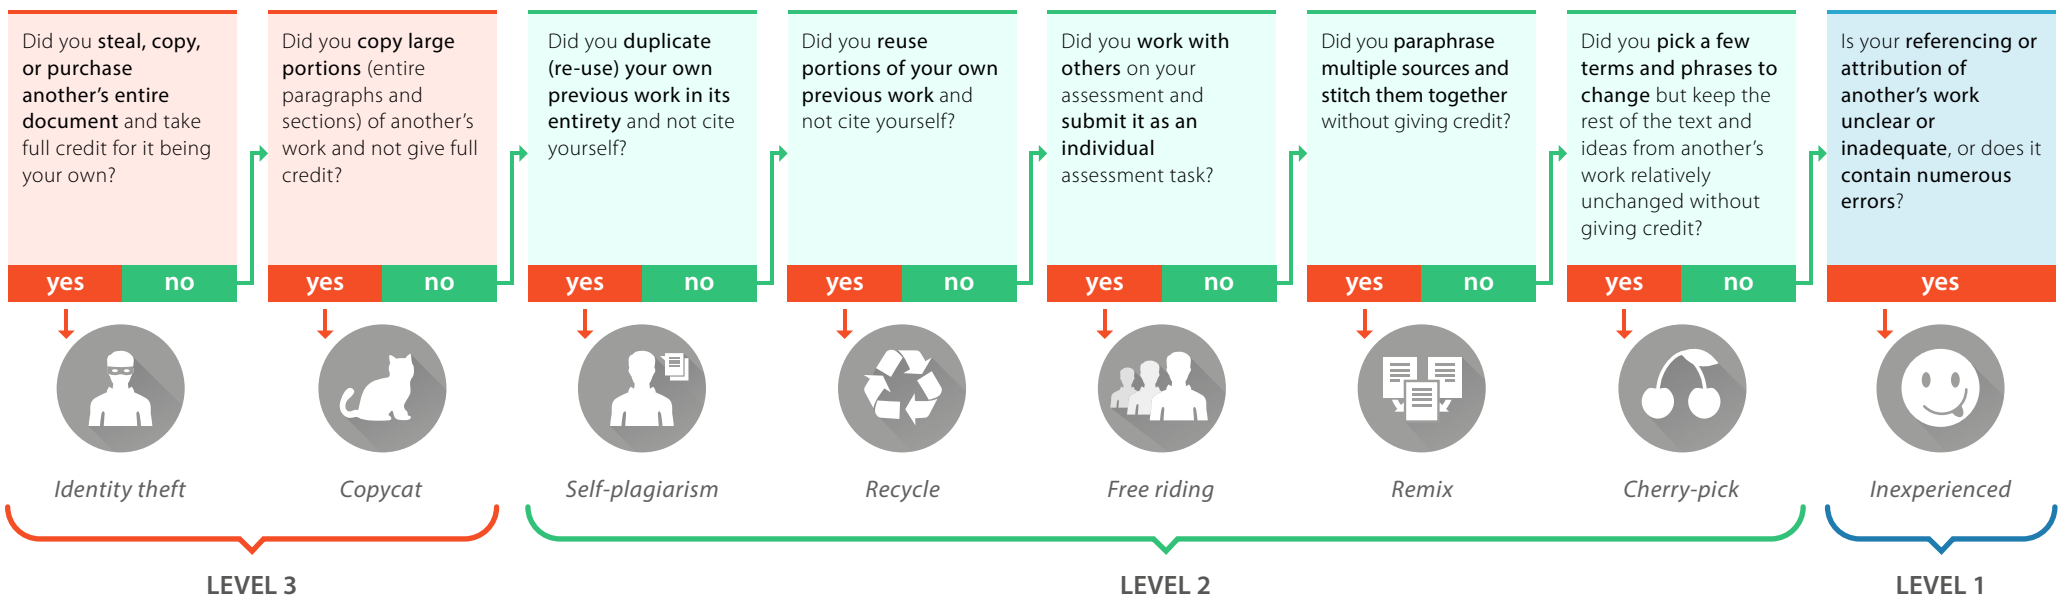 Did you steal, copy,
or purchase
another’s entire
document and take
full credit for it being
your own?
yes
no
Identity theft
Did you copy large
portions (entire
paragraphs and
sections) of another’s
work and not give full
credit?
yes
no
Copycat
Did you duplicate
(re-use) your own
previous work in its
entirety and not cite
yourself?
yes
no
Self-plagiarism
Did you reuse
portions of your own
previous work and
not cite yourself?
yes
no
Recycle
Did you work with
others on your
assessment and
submit it as an
individual
assessment task?
yes
no
Free riding
Did you paraphrase
multiple sources and
stitch them together
without giving credit?
yes
no
Remix
Did you pick a few
terms and phrases to
change but keep the
rest of the text and
ideas from another’s
work relatively
unchanged without
giving credit?
yes
no
Cherry-pick
Is your referencing or
attribution of
another’s work
unclear or
inadequate, or does it
contain numerous
errors?
yes
Inexperienced
LEVEL 3
LEVEL 2
LEVEL 1